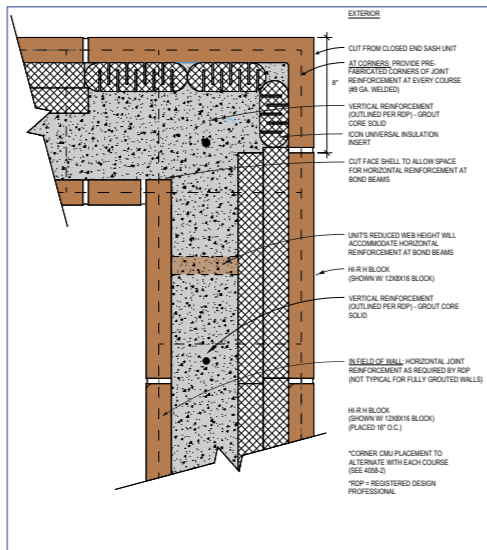 EXTERIOR
CUT FROM CLOSED END SASH UNIT
AT CORNERS: PROVIDE PRE-
FABRICATED CORNERS OF JOINT
REINFORCEMENT AT EVERY COURSE
(#9 GA. WELDED)
8"
VERTICAL REINFORCEMENT
(OUTLINED PER RDP) - GROUT
CORE SOLID
ICON UNIVERSAL INSULATION
INSERT
CUT FACE SHELL TO ALLOW SPACE
FOR HORIZONTAL REINFORCEMENT AT
BOND BEAMS
UNIT'S REDUCED WEB HEIGHT WILL
ACCOMMODATE HORIZONTAL
REINFORCEMENT AT BOND BEAMS
HI-R H BLOCK
(SHOWN W/ 12X8X16 BLOCK)
VERTICAL REINFORCEMENT
(OUTLINED PER RDP) - GROUT CORE
SOLID
IN FIELD OF WALL: HORIZONTAL JOINT
REINFORCEMENT AS REQUIRED BY RDP
(NOT TYPICAL FOR FULLY GROUTED WALLS)
HI-R H BLOCK
(SHOWN W/ 12X8X16 BLOCK)
(PLACED 16" O.C.)
*CORNER CMU PLACEMENT TO
ALTERNATE WITH EACH COURSE
(SEE 4058-2)
*RDP = REGISTERED DESIGN
PROFESSIONAL